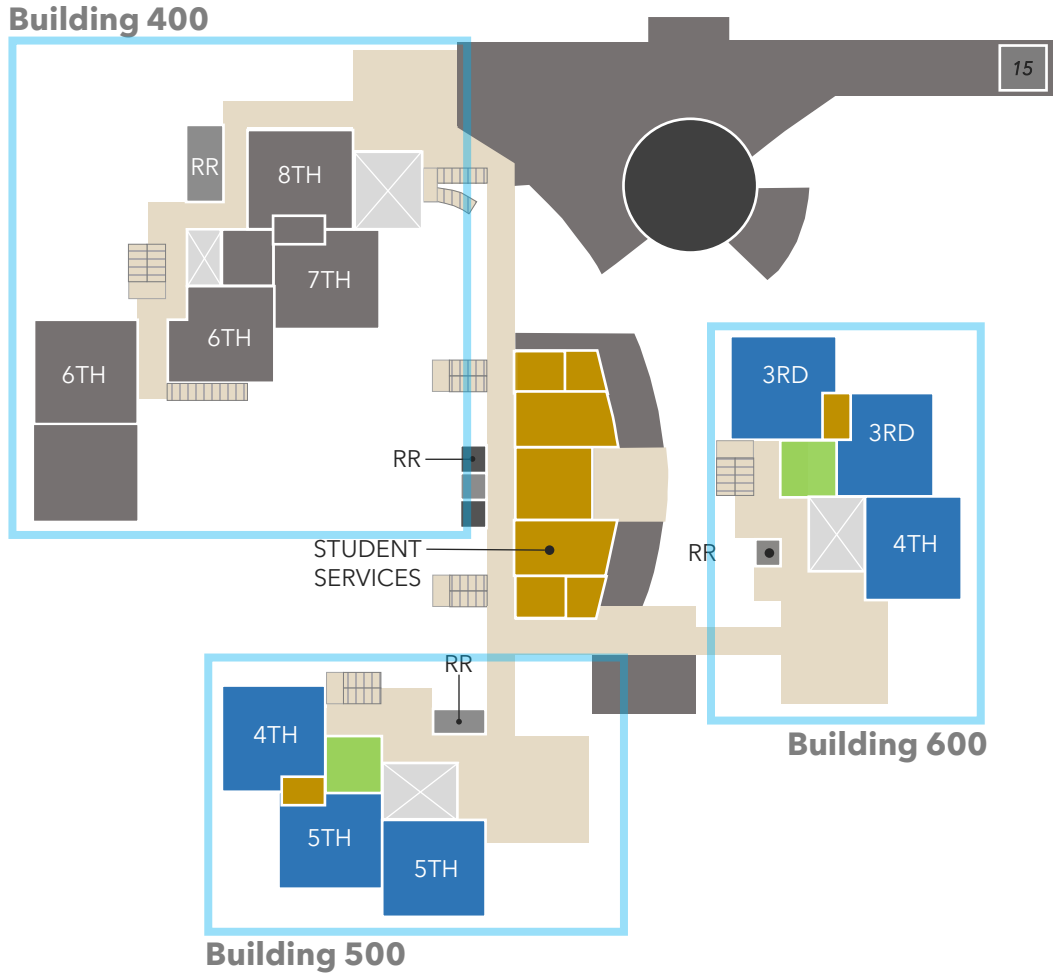 Building 400
15
RR
8TH
7TH
6TH
6TH
3RD
3RD
RR
4TH
STUDENT
SERVICES
RR
RR
4TH
Building 600
5TH
5TH
Building 500